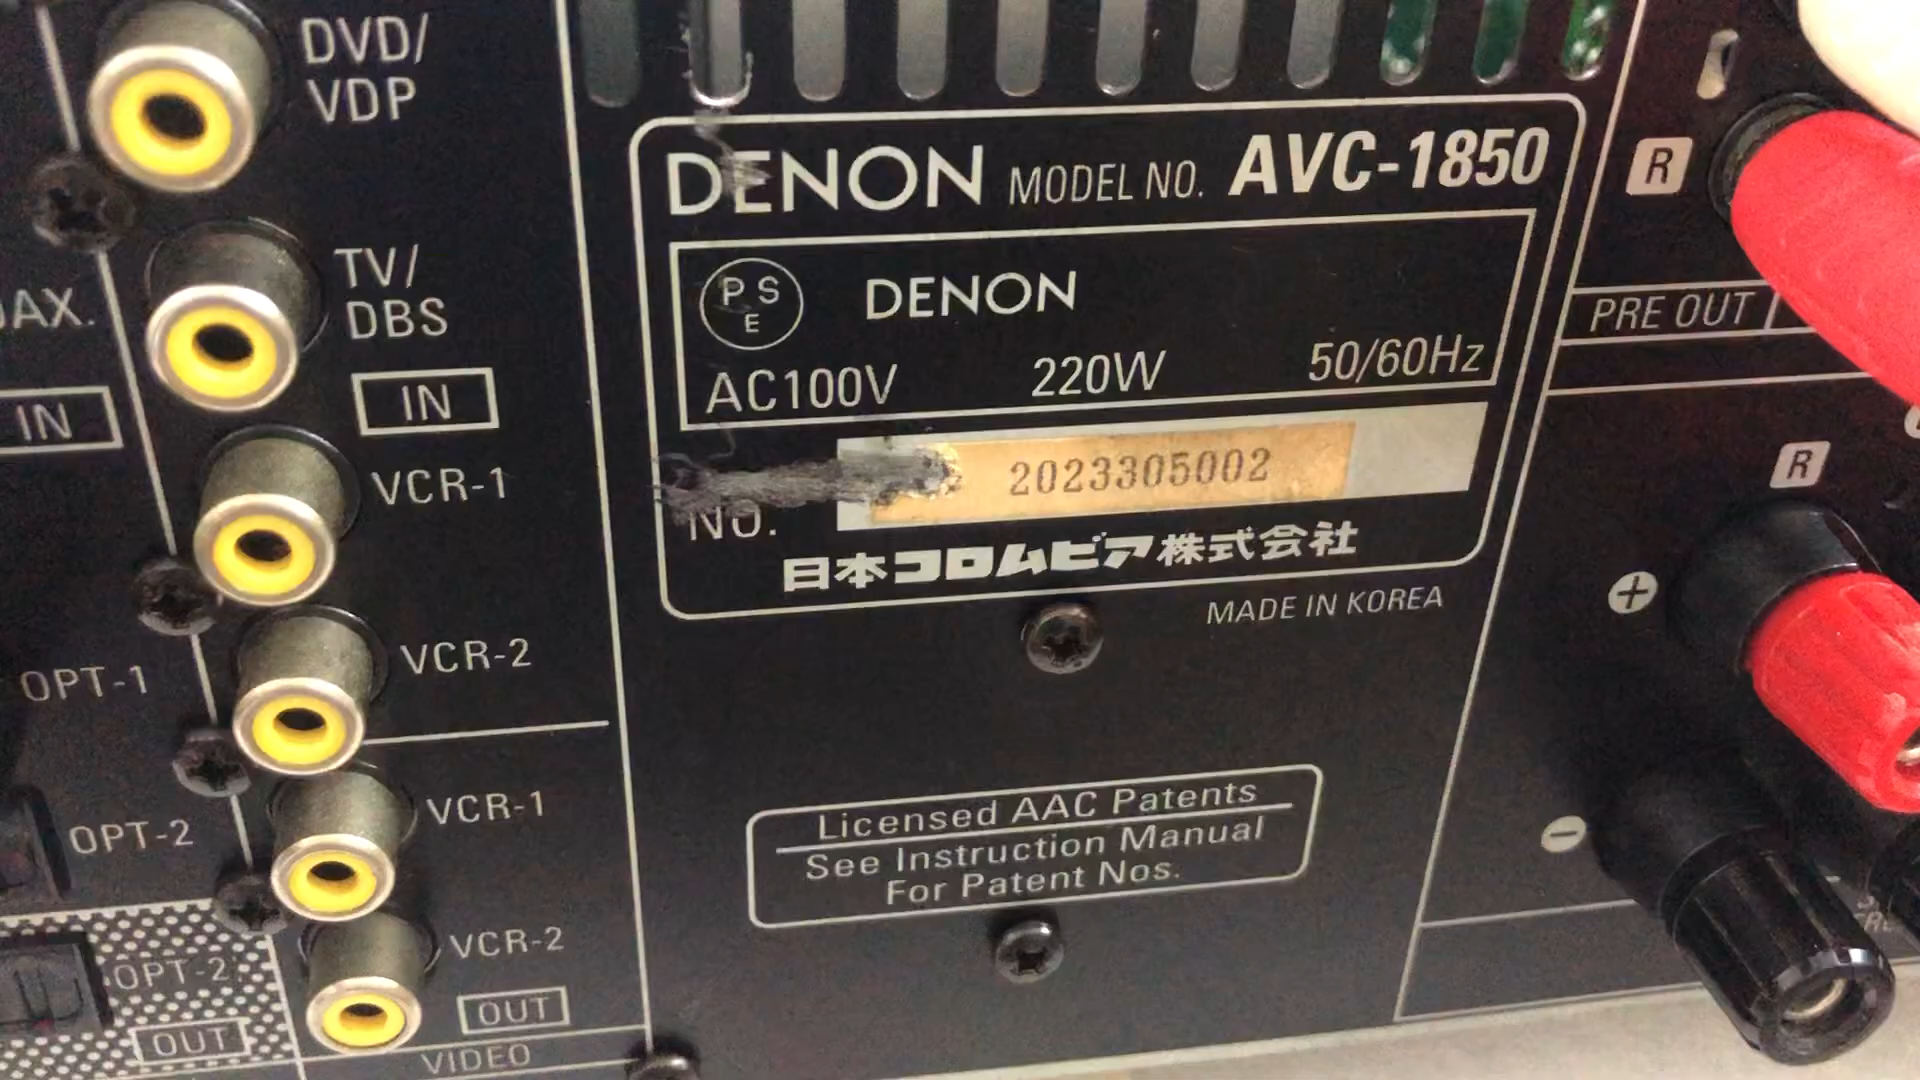 DVD/
VDP
TV/
DBS
IN
VCR-1
VCR-2
VCR-1
VCR-2
OUT
VIDEO
IN
OPT-1
OPT-2
OPT-2
OUT
DENON MODEL NO. AVC-1850
PSE DENON
AC100V 220W 50/60Hz
NO. 2023305002
日本コロムビア株式会社
MADE IN KOREA
Licensed AAC Patents
See Instruction Manual
For Patent Nos.
R
PRE OUT
R
+
−